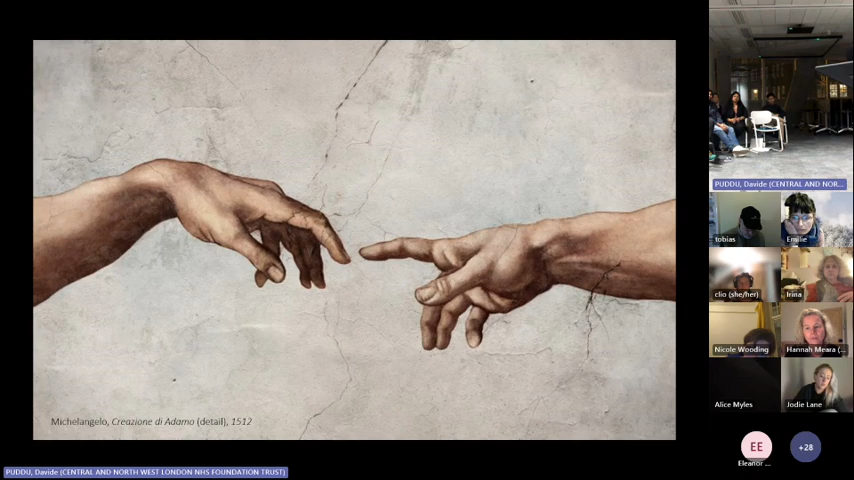 Michelangelo, Creazione di Adamo (detail), 1512
PUDDU, Davide (CENTRAL AND NORTH WEST LONDON NHS FOUNDATION TRUST)
PUDDU, Davide (CENTRAL AND NOR...
tobias
Emilie
clio (she/her)
Irina
Nicole Wooding
Hannah Meara (...
Alice Myles
Jodie Lane
EE
+28
Eleanor ...